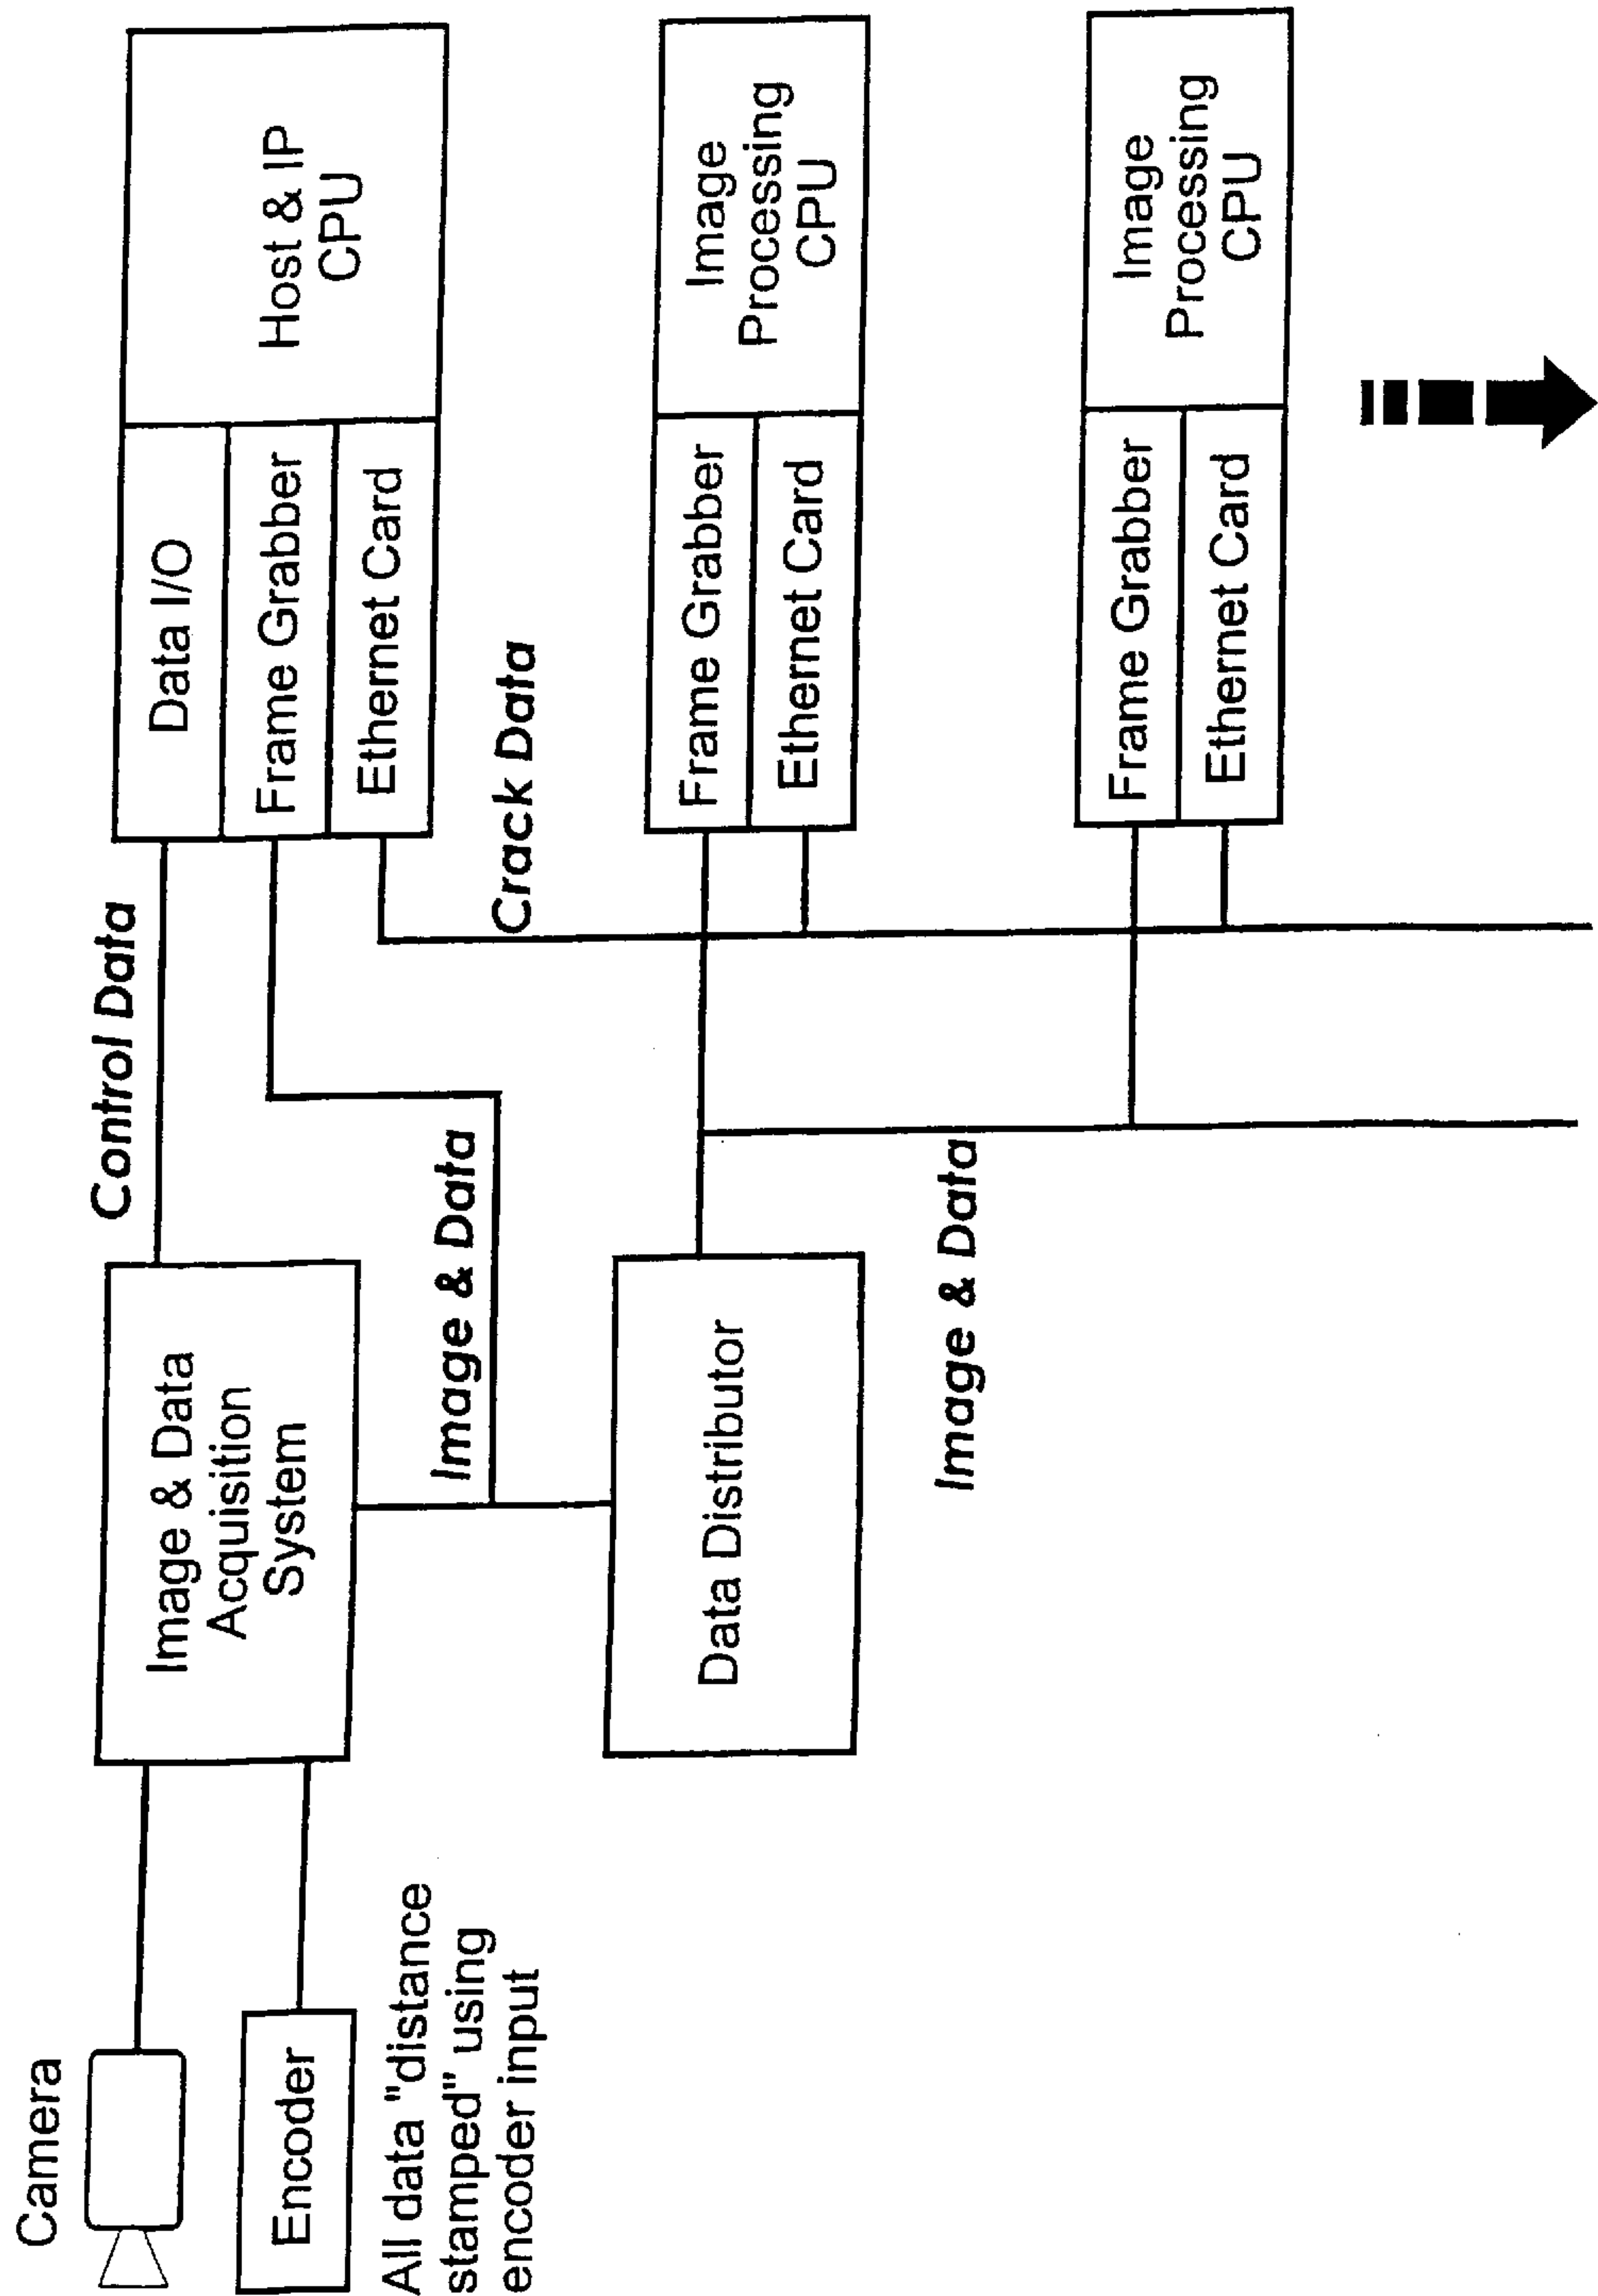 Camera
Encoder
All data "distance
stamped" using
encoder input
Image & Data
Acquisition
System
Control Data
Data I/O
Frame Grabber
Ethernet Card
Host & IP
CPU
Image & Data
Crack Data
Data Distributor
Frame Grabber
Ethernet Card
Image
Processing
CPU
Image & Data
Frame Grabber
Ethernet Card
Image
Processing
CPU